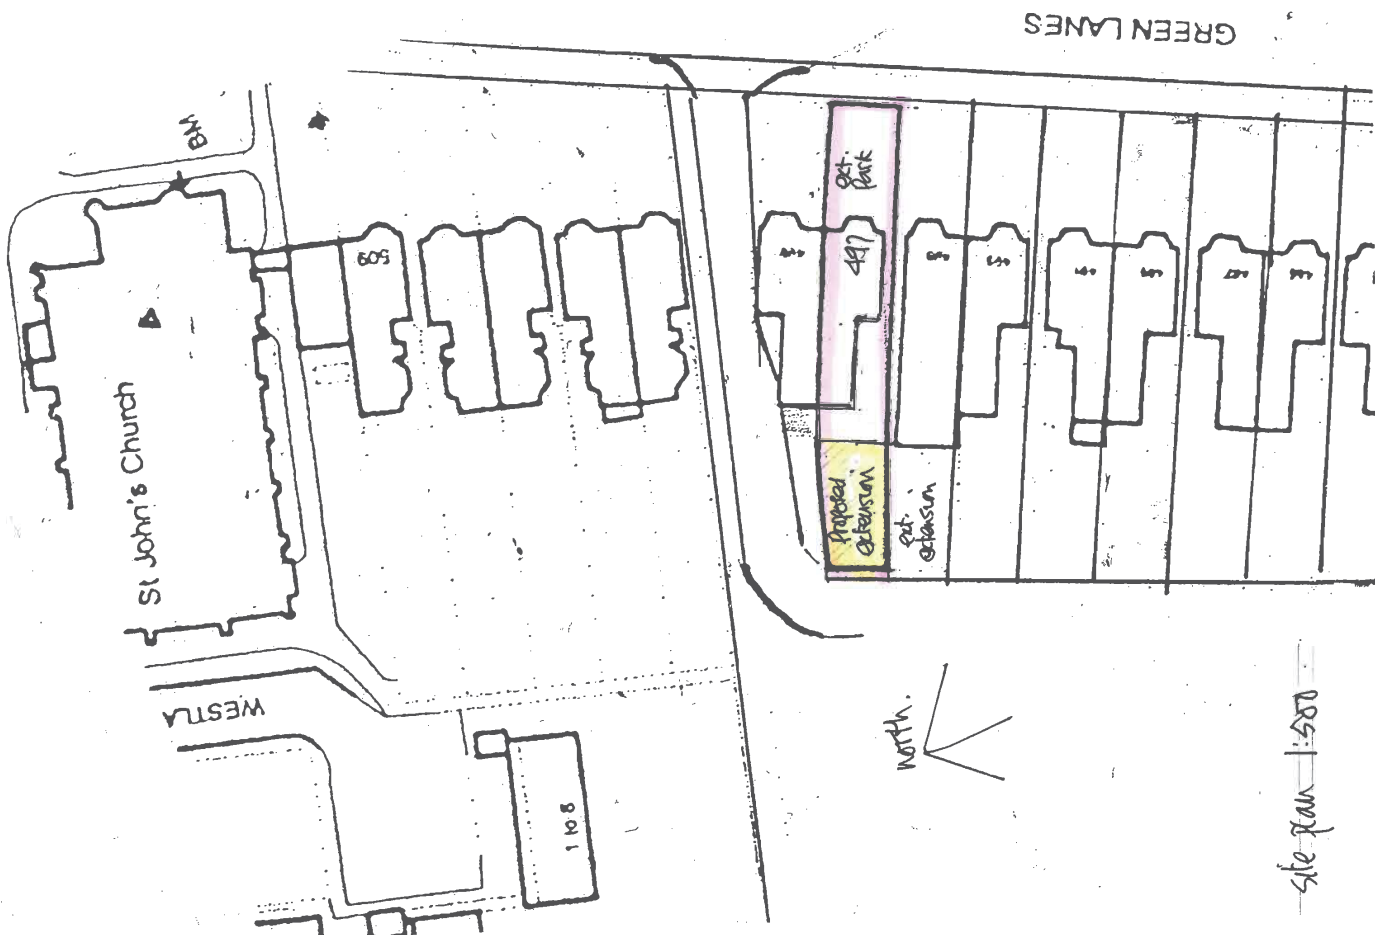 GREEN LANES
BM
509
St John's Church
497
ext.
Park
Proposed
extension
ext.
extension
WESTLA
1 to 8
north.
site plan 1:500